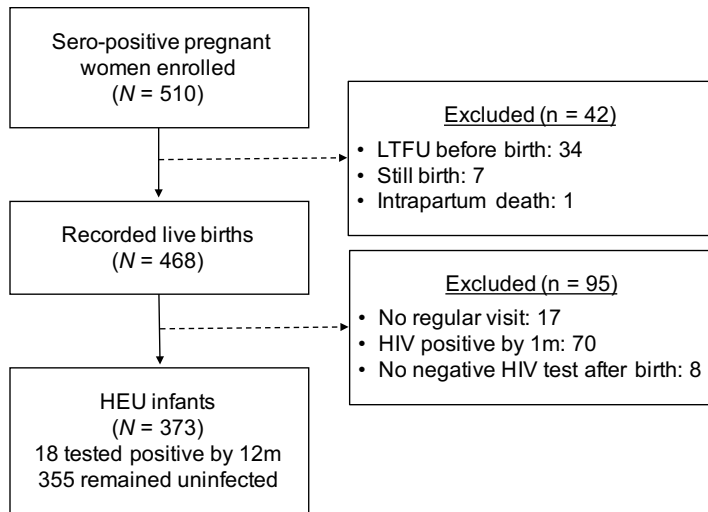 Sero-positive pregnant
women enrolled
(N = 510)
Excluded (n = 42)
• LTFU before birth: 34
• Still birth: 7
• Intrapartum death: 1
Recorded live births
(N = 468)
Excluded (n = 95)
• No regular visit: 17
• HIV positive by 1m: 70
• No negative HIV test after birth: 8
HEU infants
(N = 373)
18 tested positive by 12m
355 remained uninfected